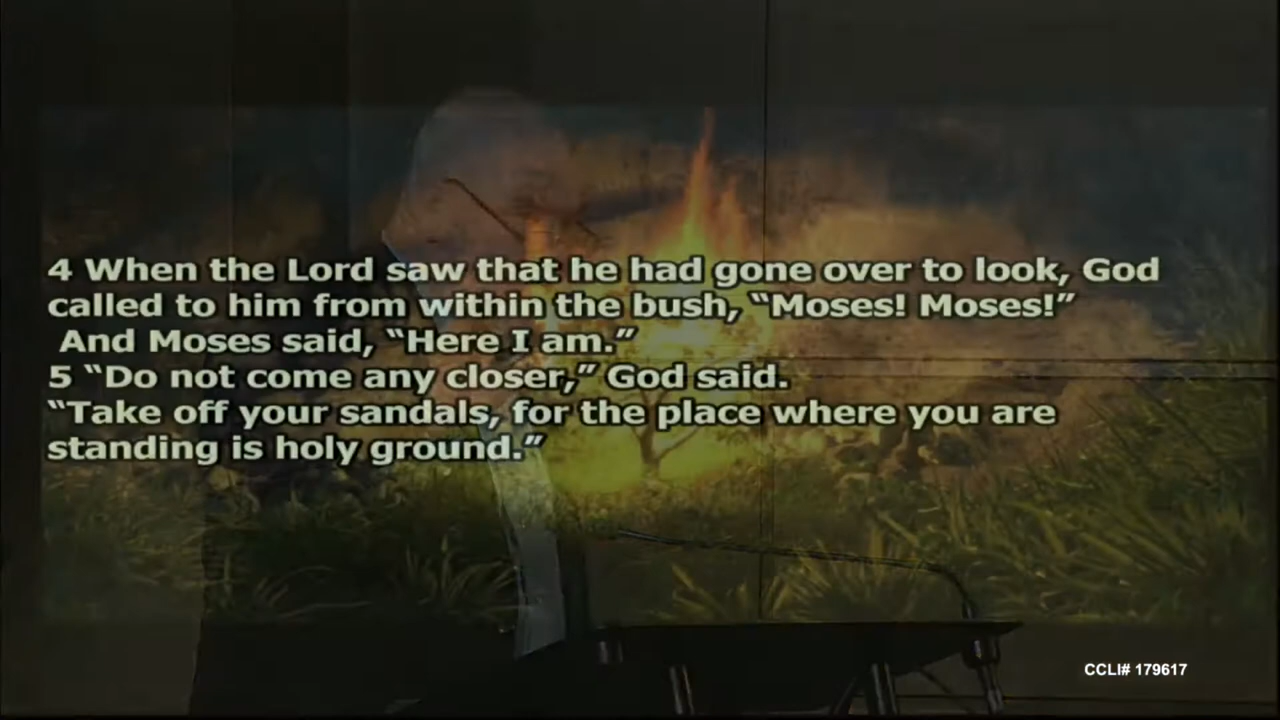 4 When the Lord saw that he had gone over to look, God
called to him from within the bush, “Moses! Moses!”
And Moses said, “Here I am.”
5 “Do not come any closer,” God said.
“Take off your sandals, for the place where you are
standing is holy ground.”
CCLI# 179617